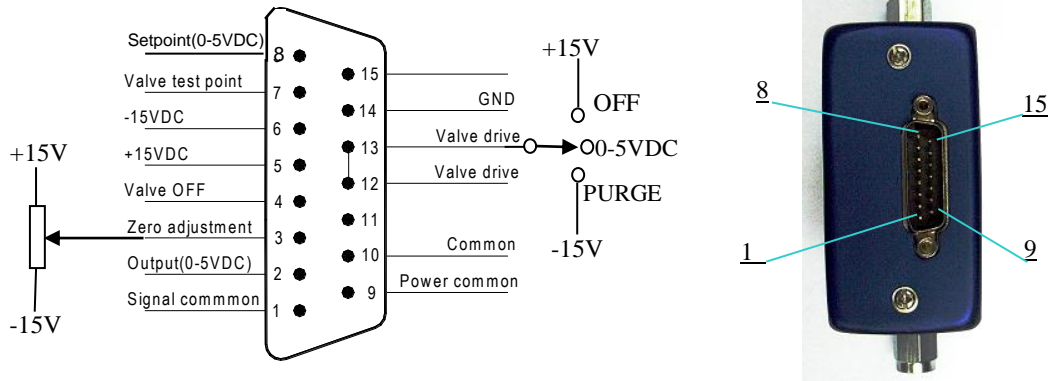 Setpoint(0-5VDC)
8
Valve test point
7
-15VDC
6
+15VDC
5
Valve OFF
4
Zero adjustment
3
Output(0-5VDC)
2
Signal commmon
1
+15V
-15V
15
GND
14
Valve drive
13
Valve drive
12
11
Common
10
Power common
9
+15V
OFF
0-5VDC
PURGE
-15V
8
15
1
9